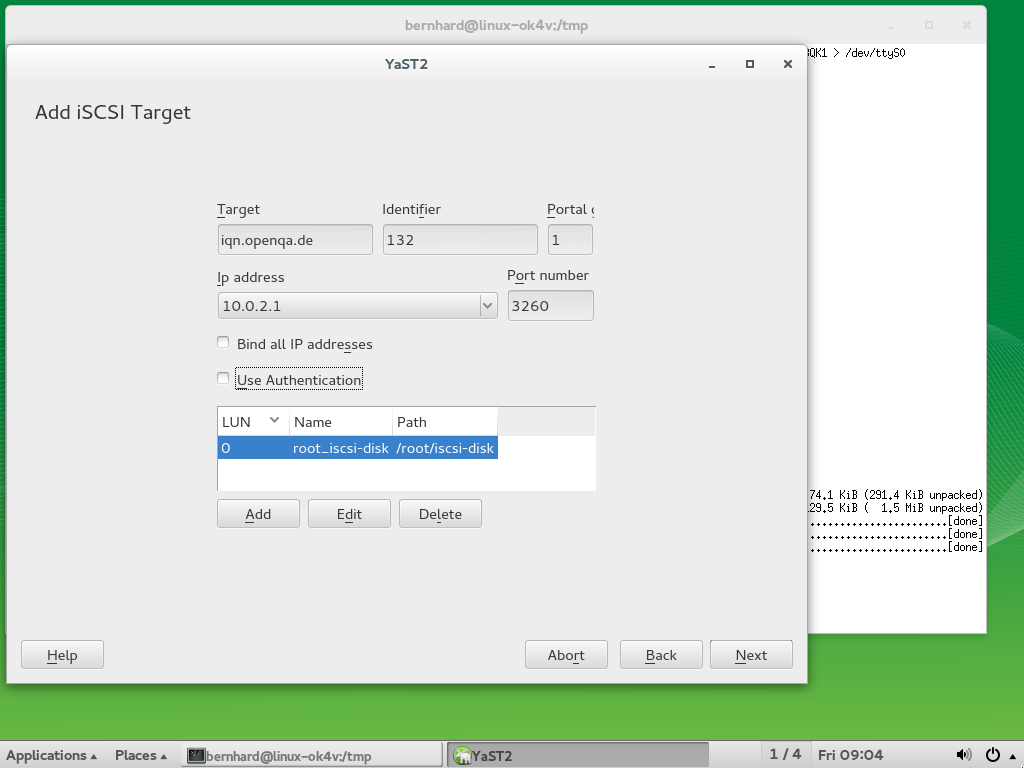 bernhard@linux-ok4v:/tmp
YaST2
QK1 > /dev/ttyS0
Add iSCSI Target
Target Identifier Portal
iqn.openqa.de 132 1
Ip address Port number
10.0.2.1 3260
Bind all IP addresses
Use Authentication
LUN Name Path
0 root_iscsi-disk /root/iscsi-disk
74.1 KiB (291.4 KiB unpacked)
29.5 KiB (  1.5 MiB unpacked)
......................[done]
......................[done]
......................[done]
Add Edit Delete
Help Abort Back Next
Applications Places bernhard@linux-ok4v:/tmp YaST2 1 / 4 Fri 09:04